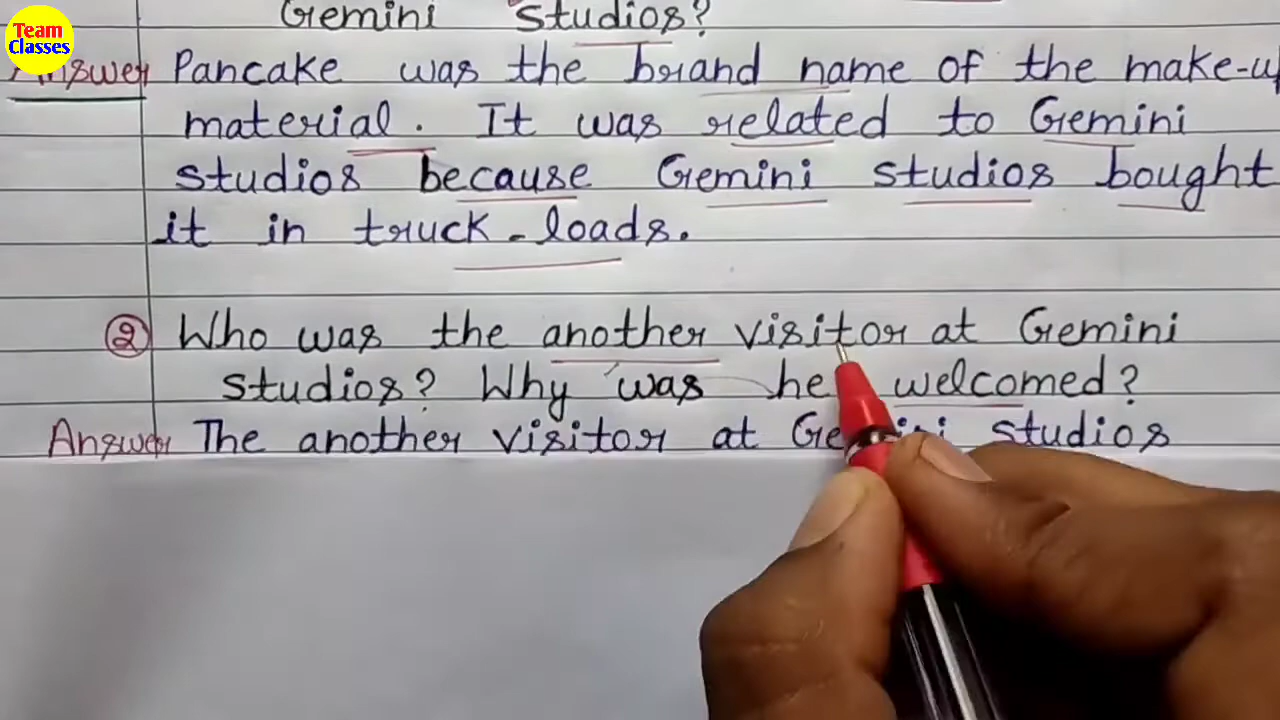 Team
Classes
Gemini Studios?
Answer Pancake was the brand name of the make-up
material. It was related to Gemini
studios because Gemini studios bought
it in truck-loads.
② Who was the another visitor at Gemini
studios? Why was he welcomed?
Answer The another visitor at Gemini studios